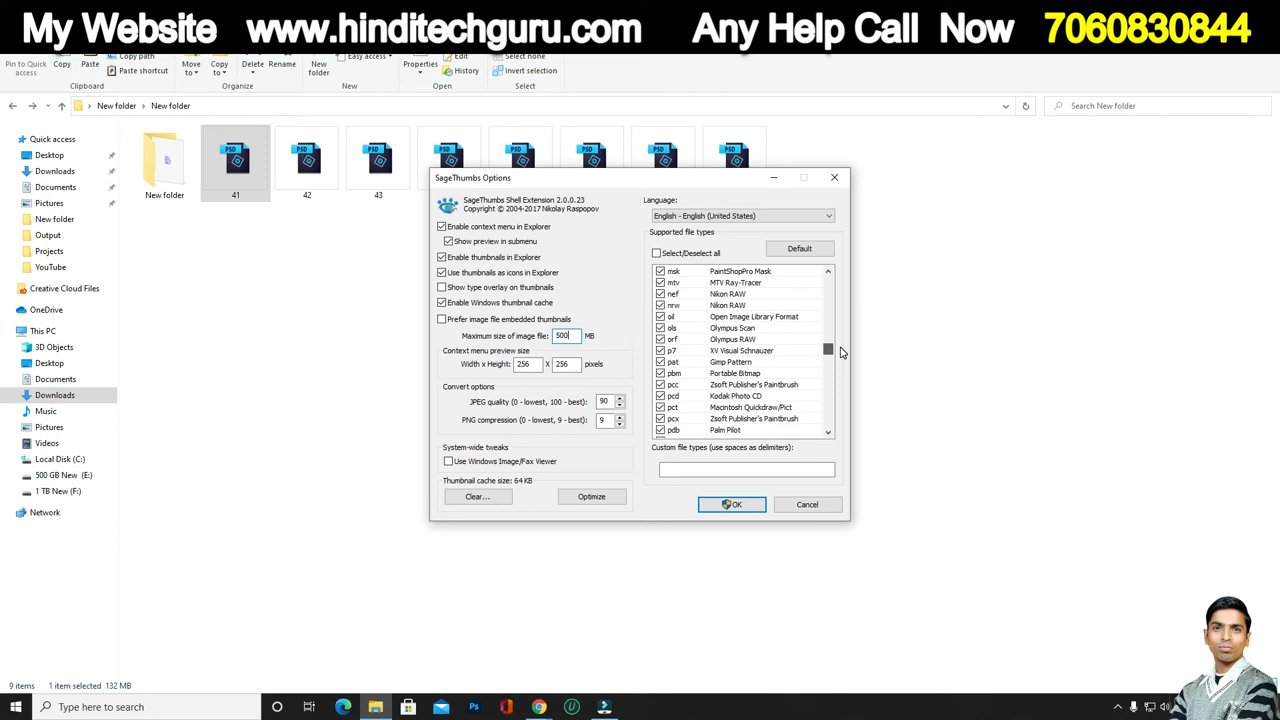 My Website www.hinditechguru.com Any Help Call Now 7060830844
Pin to Quick access
Copy
Paste
Copy path
Paste shortcut
Move to
Copy to
Delete
Rename
New folder
Easy access
Properties
Edit
History
Select none
Invert selection
Clipboard
Organize
New
Open
Select
New folder > New folder
Search New folder
Quick access
Desktop
Downloads
Documents
Pictures
New folder
Output
Projects
YouTube
Creative Cloud Files
OneDrive
This PC
3D Objects
Desktop
Documents
Downloads
Music
Pictures
Videos
Local Disk (C:)
500 GB New (E:)
1 TB New (F:)
Network
New folder
PSD
41
PSD
42
PSD
43
PSD
PSD
PSD
PSD
PSD
SageThumbs Options
SageThumbs Shell Extension 2.0.0.23
Copyright © 2004-2017 Nikolay Raspopov
Enable context menu in Explorer
Show preview in submenu
Enable thumbnails in Explorer
Use thumbnails as icons in Explorer
Show type overlay on thumbnails
Enable Windows thumbnail cache
Prefer image file embedded thumbnails
Maximum size of image file: 500 MB
Context menu preview size
Width x Height: 256 X 256 pixels
Convert options
JPEG quality (0 - lowest, 100 - best): 90
PNG compression (0 - lowest, 9 - best): 9
System-wide tweaks
Use Windows Image/Fax Viewer
Thumbnail cache size: 64 KB
Clear...
Optimize
Language:
English - English (United States)
Supported file types
Select/Deselect all
Default
msk PaintShopPro Mask
mtv MTV Ray-Tracer
nef Nikon RAW
nrw Nikon RAW
oil Open Image Library Format
ols Olympus Scan
orf Olympus RAW
p7 XV Visual Schnauzer
pat Gimp Pattern
pbm Portable Bitmap
pcc Zsoft Publisher's Paintbrush
pcd Kodak Photo CD
pct Macintosh Quickdraw/Pict
pcx Zsoft Publisher's Paintbrush
pdb Palm Pilot
Custom file types (use spaces as delimiters):
OK
Cancel
9 items 1 item selected 132 MB
Type here to search
Ps